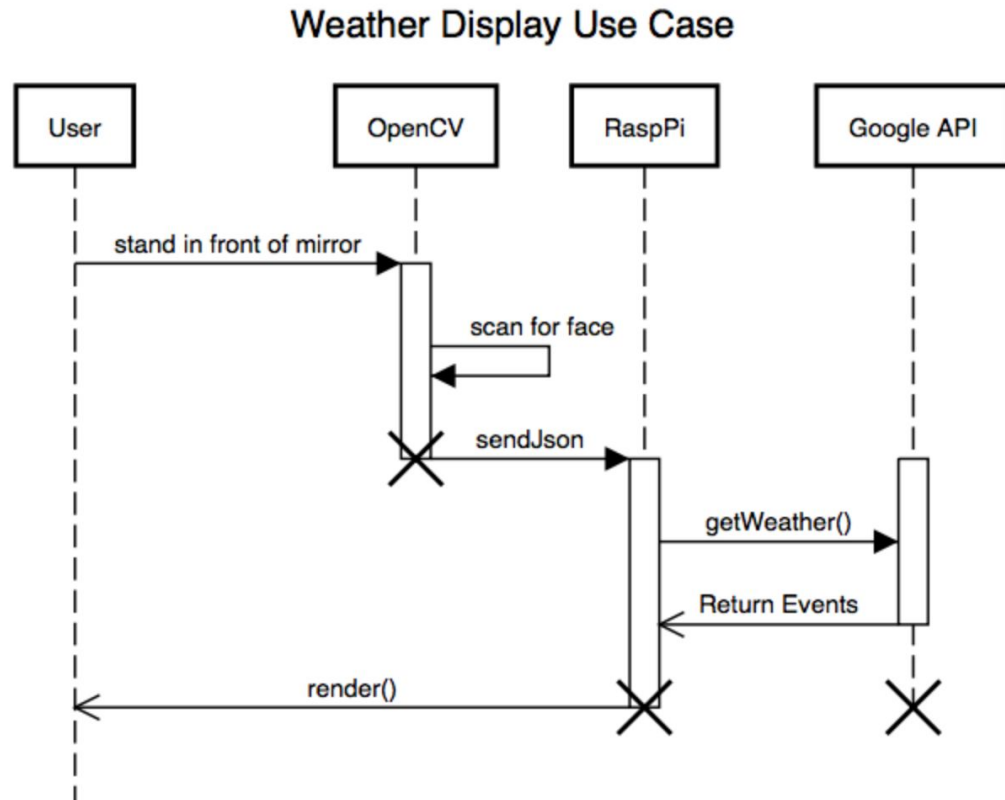 Weather Display Use Case
User
OpenCV
RaspPi
Google API
stand in front of mirror
scan for face
sendJson
getWeather()
Return Events
render()